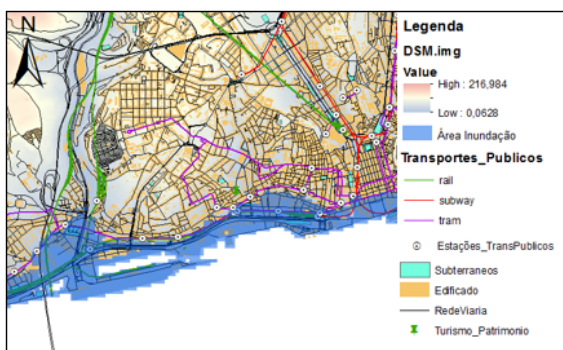 N
Legenda
DSM.img
Value
High : 216,984
Low : 0,0628
Àrea Inundação
Transportes_Publicos
rail
subway
tram
Estações_TransPublicos
Subterraneos
Edificado
RedeViaria
Turismo_Patrimonio